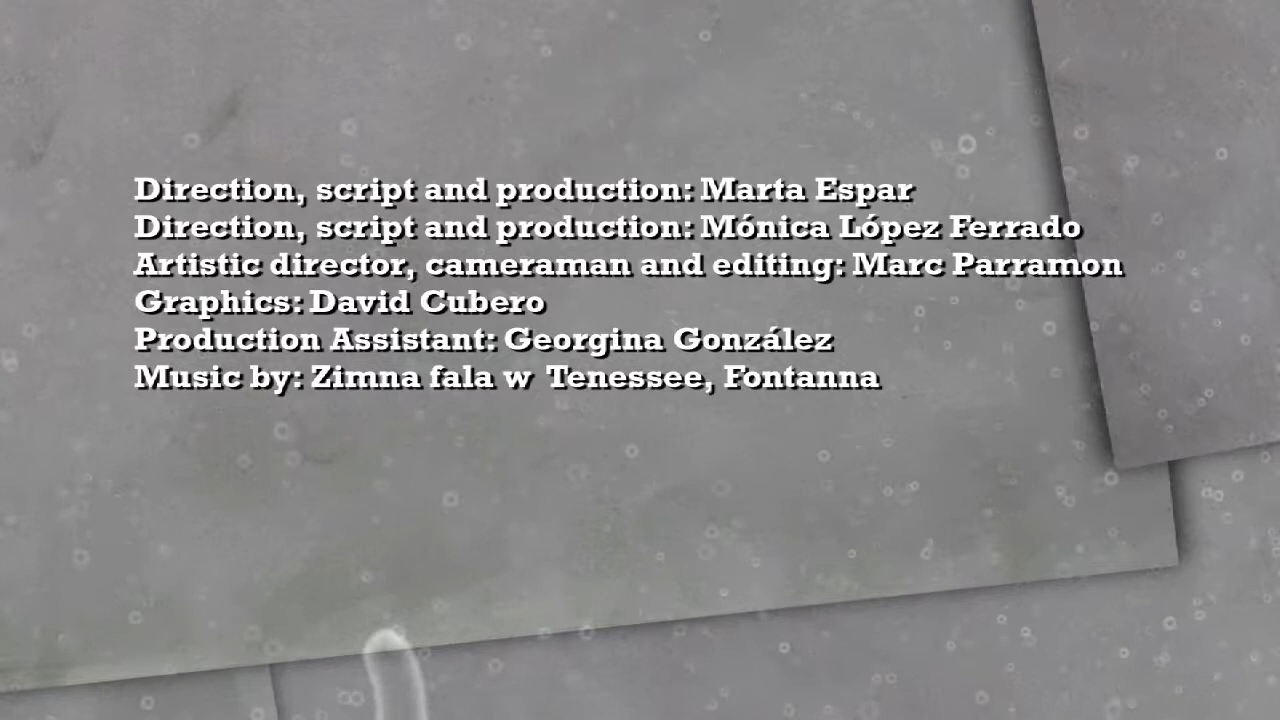 Direction, script and production: Marta Espar
Direction, script and production: Mónica López Ferrado
Artistic director, cameraman and editing: Marc Parramon
Graphics: David Cubero
Production Assistant: Georgina González
Music by: Zimna fala w Tenessee, Fontanna